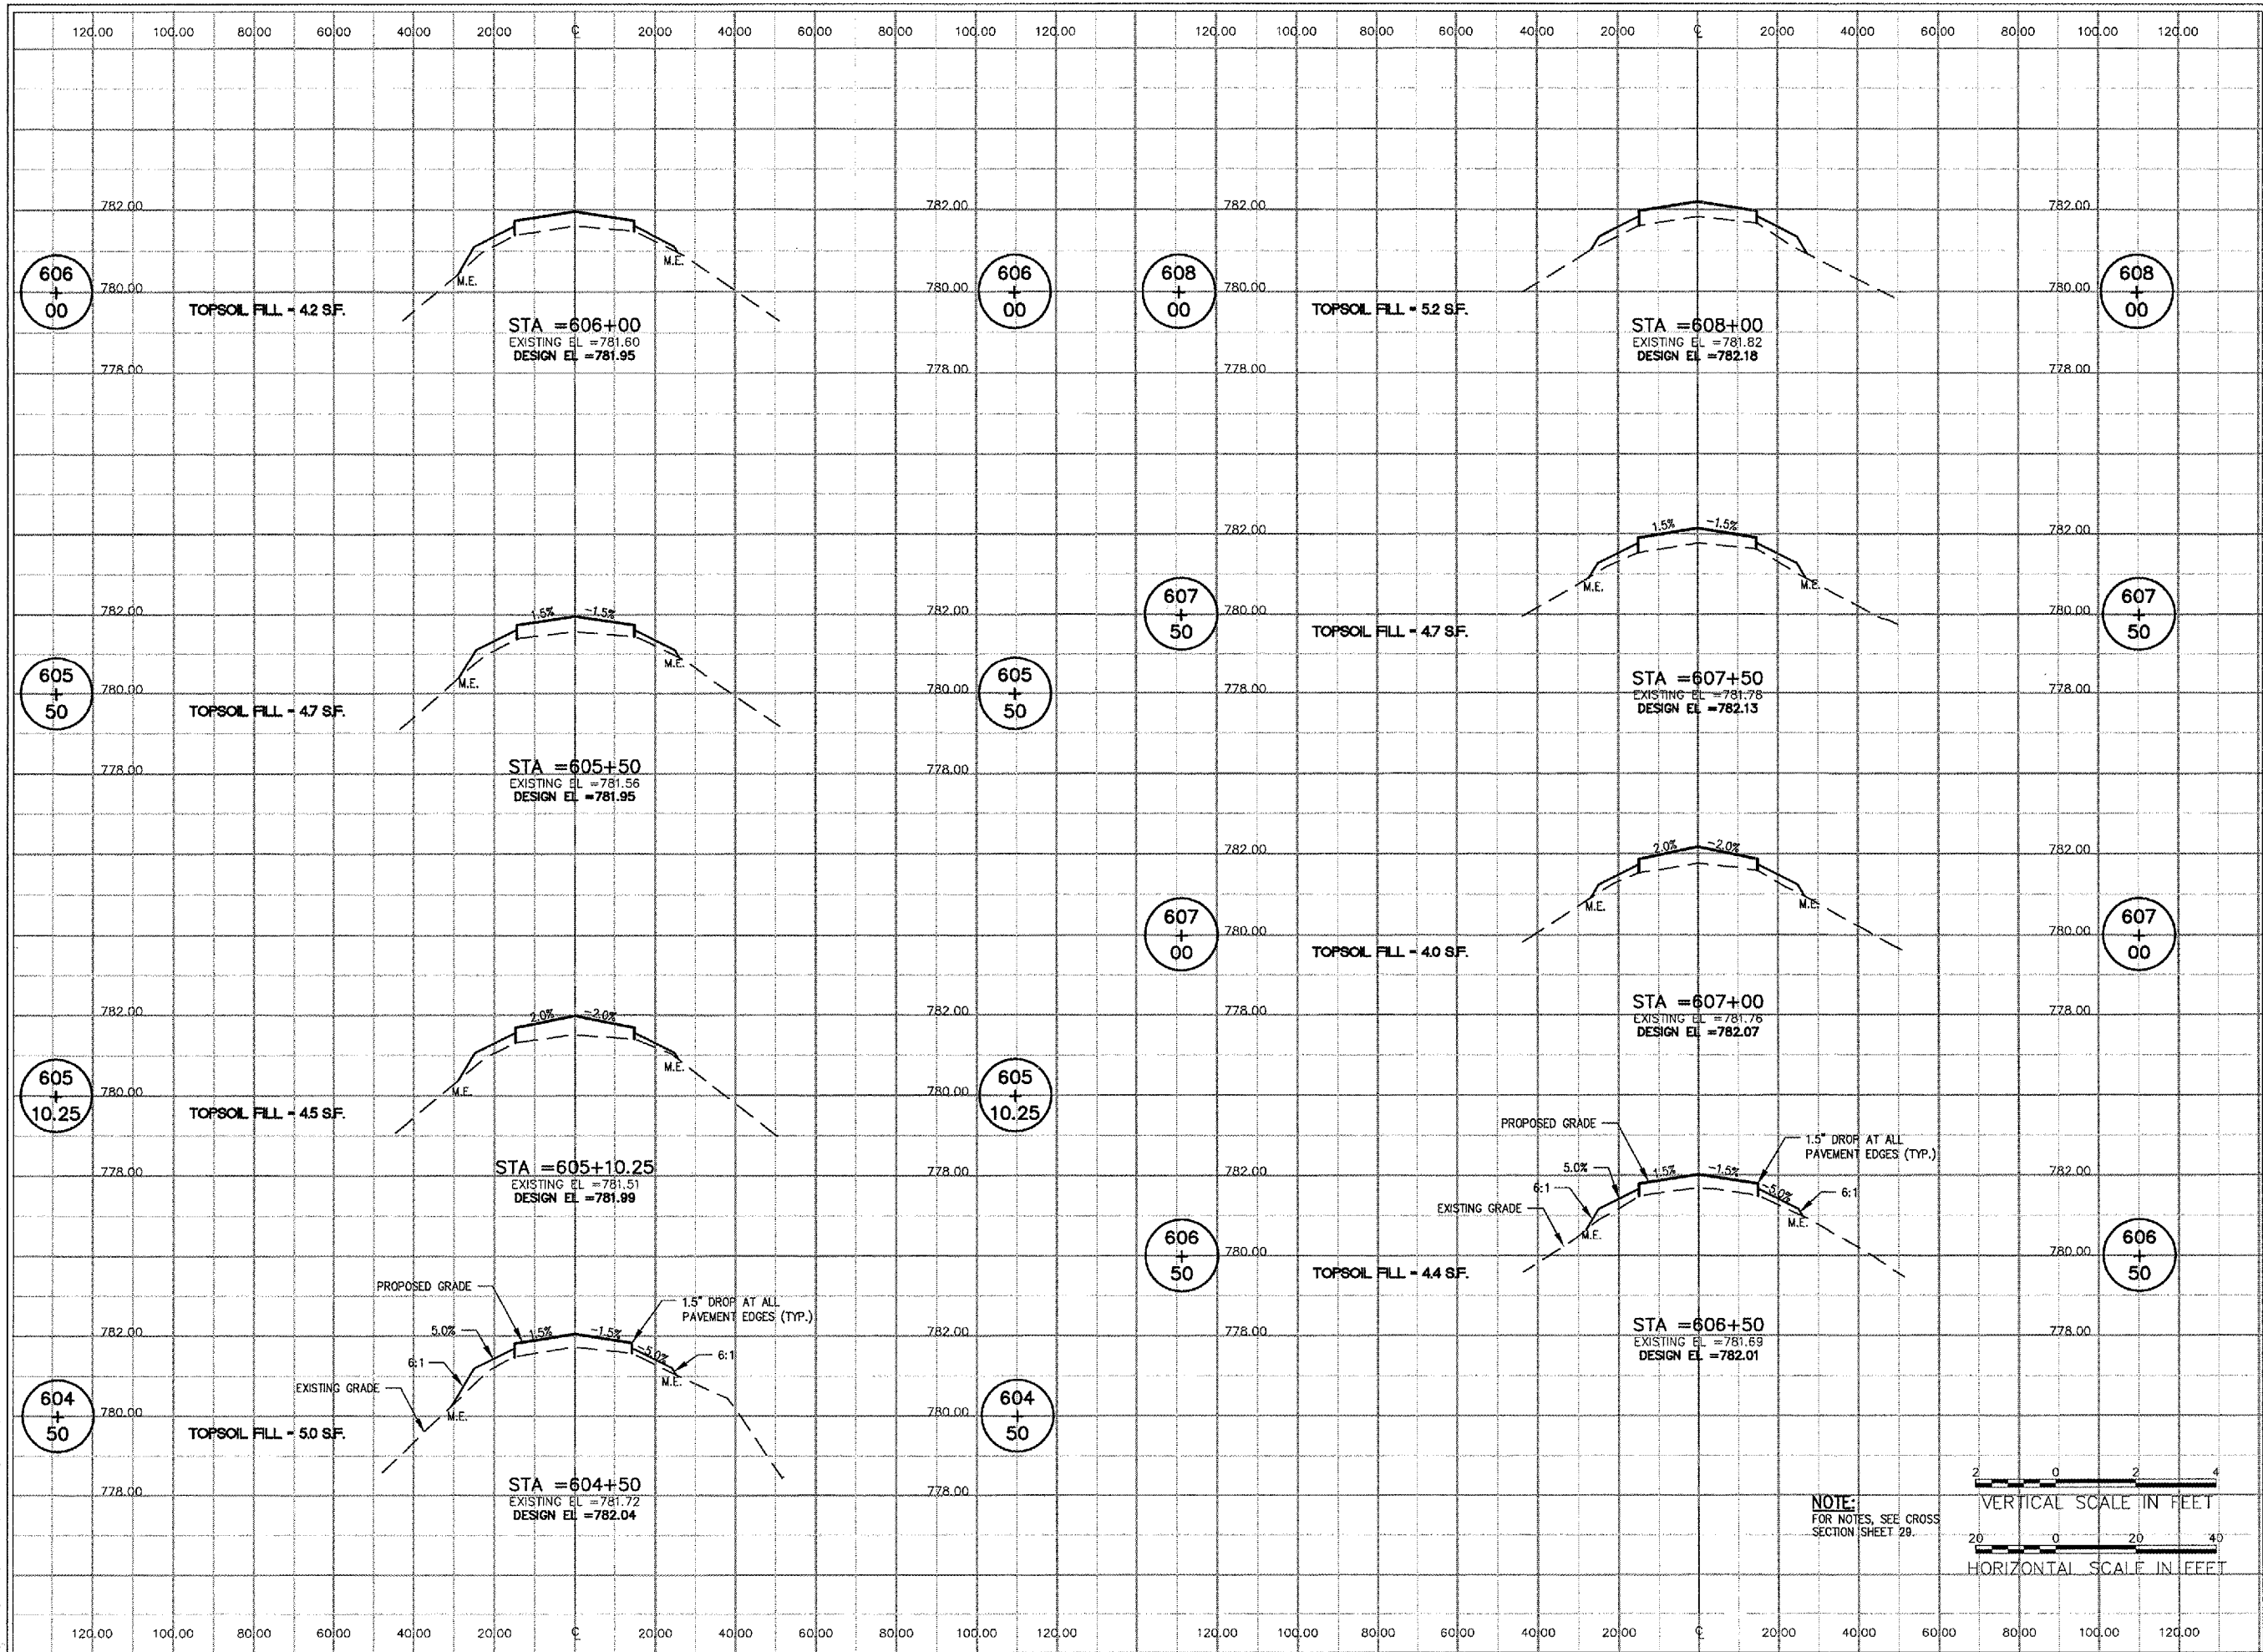 120.00 100.00 80.00 60.00 40.00 20.00 ℄ 20.00 40.00 60.00 80.00 100.00 120.00 120.00 100.00 80.00 60.00 40.00 20.00 ℄ 20.00 40.00 60.00 80.00 100.00 120.00
782.00 782.00
606
+
00
780.00
TOPSOIL FILL = 4.2 S.F.
M.E. M.E.
STA =606+00
EXISTING EL =781.60
DESIGN EL =781.95
778.00 778.00
606
+
00
780.00
782.00 782.00
1.5% -1.5%
605
+
50
780.00
TOPSOIL FILL = 4.7 S.F.
M.E. M.E.
STA =605+50
EXISTING EL =781.56
DESIGN EL =781.95
778.00 778.00
605
+
50
780.00
782.00 782.00
2.0% -2.0%
605
+
10.25
780.00
TOPSOIL FILL = 4.5 S.F.
M.E. M.E.
STA =605+10.25
EXISTING EL =781.51
DESIGN EL =781.99
778.00 778.00
605
+
10.25
780.00
PROPOSED GRADE
1.5" DROP AT ALL
PAVEMENT EDGES (TYP.)
782.00 782.00
5.0% 1.5% -1.5% -5.0%
6:1 6:1
EXISTING GRADE
M.E. M.E.
604
+
50
780.00
TOPSOIL FILL = 5.0 S.F.
STA =604+50
EXISTING EL =781.72
DESIGN EL =782.04
778.00 778.00
604
+
50
780.00
782.00 782.00
608
+
00
780.00
TOPSOIL FILL = 5.2 S.F.
STA =608+00
EXISTING EL =781.82
DESIGN EL =782.18
778.00 778.00
608
+
00
780.00
782.00 782.00
1.5% -1.5%
607
+
50
780.00
TOPSOIL FILL = 4.7 S.F.
M.E. M.E.
STA =607+50
EXISTING EL =781.78
DESIGN EL =782.13
778.00 778.00
607
+
50
780.00
782.00 782.00
2.0% -2.0%
607
+
00
780.00
TOPSOIL FILL = 4.0 S.F.
M.E. M.E.
STA =607+00
EXISTING EL =781.76
DESIGN EL =782.07
778.00 778.00
607
+
00
780.00
PROPOSED GRADE
1.5" DROP AT ALL
PAVEMENT EDGES (TYP.)
782.00 782.00
5.0% 1.5% -1.5% -5.0%
6:1 6:1
EXISTING GRADE
M.E. M.E.
606
+
50
780.00
TOPSOIL FILL = 4.4 S.F.
STA =606+50
EXISTING EL =781.69
DESIGN EL =782.01
778.00 778.00
606
+
50
780.00
NOTE:
FOR NOTES, SEE CROSS
SECTION SHEET 29.
2 0 2 4
VERTICAL SCALE IN FEET
20 0 20 40
HORIZONTAL SCALE IN FEET
120.00 100.00 80.00 60.00 40.00 20.00 ℄ 20.00 40.00 60.00 80.00 100.00 120.00 120.00 100.00 80.00 60.00 40.00 20.00 ℄ 20.00 40.00 60.00 80.00 100.00 120.00